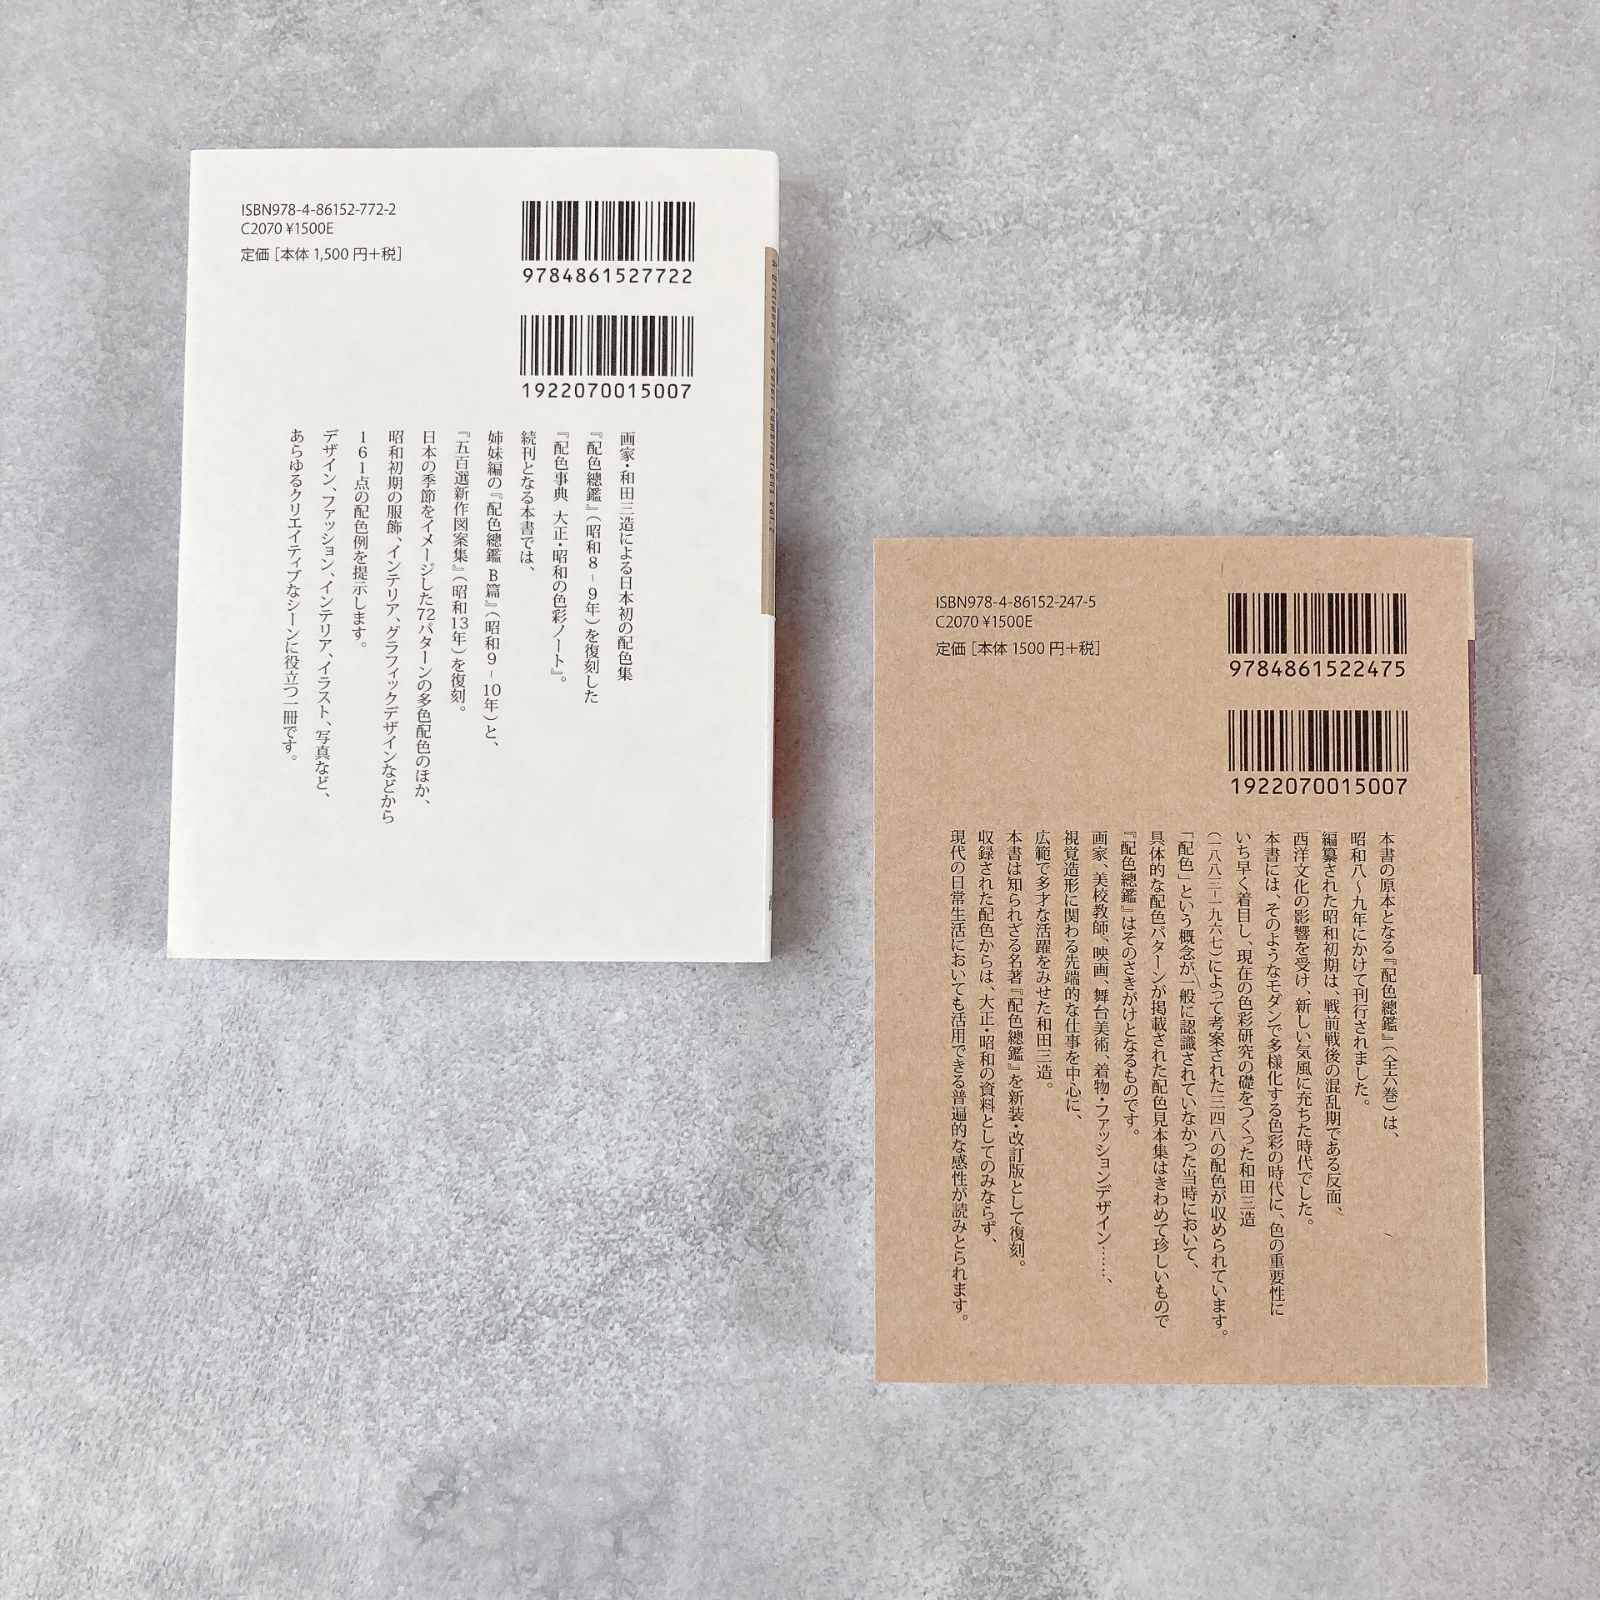 ISBN978-4-86152-772-2
C2070 ¥1500E
定価［本体 1,500 円＋税］
9784861527722
1922070015007
画家・和田三造による日本初の配色集
『配色總鑑』（昭和8－9年）を復刻した
『配色事典 大正・昭和の色彩ノート』。
続刊となる本書では、
姉妹編の『配色總鑑 B篇』（昭和9－10年）と、
『五百選新作図案集』（昭和13年）を復刻。
日本の季節をイメージした72パターンの多色配色のほか、
昭和初期の服飾、インテリア、グラフィックデザインなどから
161点の配色例を提示します。
デザイン、ファッション、インテリア、イラスト、写真など、
あらゆるクリエイティブなシーンに役立つ一冊です。
A Dictionary of Color Combinations Vol.2
ISBN978-4-86152-247-5
C2070 ¥1500E
定価［本体 1500 円＋税］
9784861522475
1922070015007
本書の原本となる『配色總鑑』（全六巻）は、
昭和八〜九年にかけて刊行されました。
編纂された昭和初期は、戦前戦後の混乱期である反面、
西洋文化の影響を受け、新しい気風に充ちた時代でした。
本書には、そのようなモダンで多様化する色彩の時代に、色の重要性に
いち早く着目し、現在の色彩研究の礎をつくった和田三造
（一八八三－一九六七）によって考案された三四八の配色が収められています。
「配色」という概念が一般に認識されていなかった当時において、
具体的な配色パターンが掲載された配色見本集はきわめて珍しいもので
『配色總鑑』はそのさきがけとなるものです。
画家、美校教師、映画、舞台美術、着物・ファッションデザイン……、
視覚造形に関わる先端的な仕事を中心に、
広範で多才な活躍をみせた和田三造。
本書は知られざる名著『配色總鑑』を新装・改訂版として復刻。
収録された配色からは、大正・昭和の資料としてのみならず、
現代の日常生活においても活用できる普遍的な感性が読みとられます。